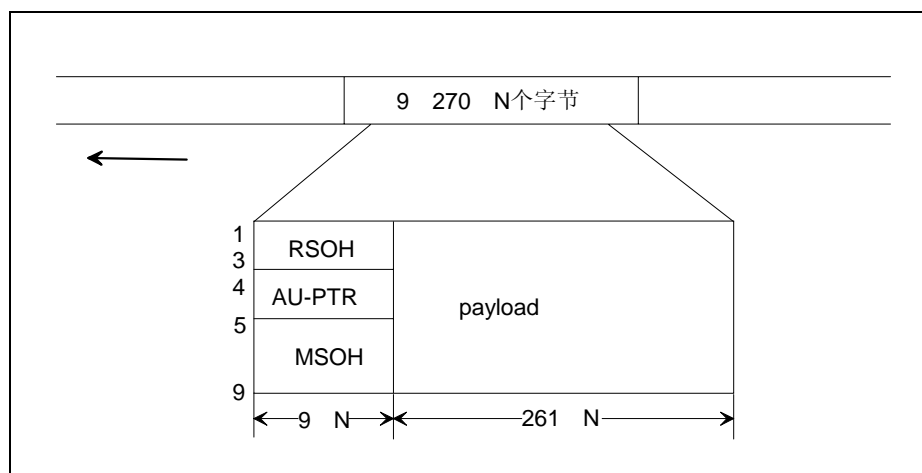 9 270 N个字节
1
RSOH
3
4
AU-PTR
payload
5
MSOH
9
9 N
261 N